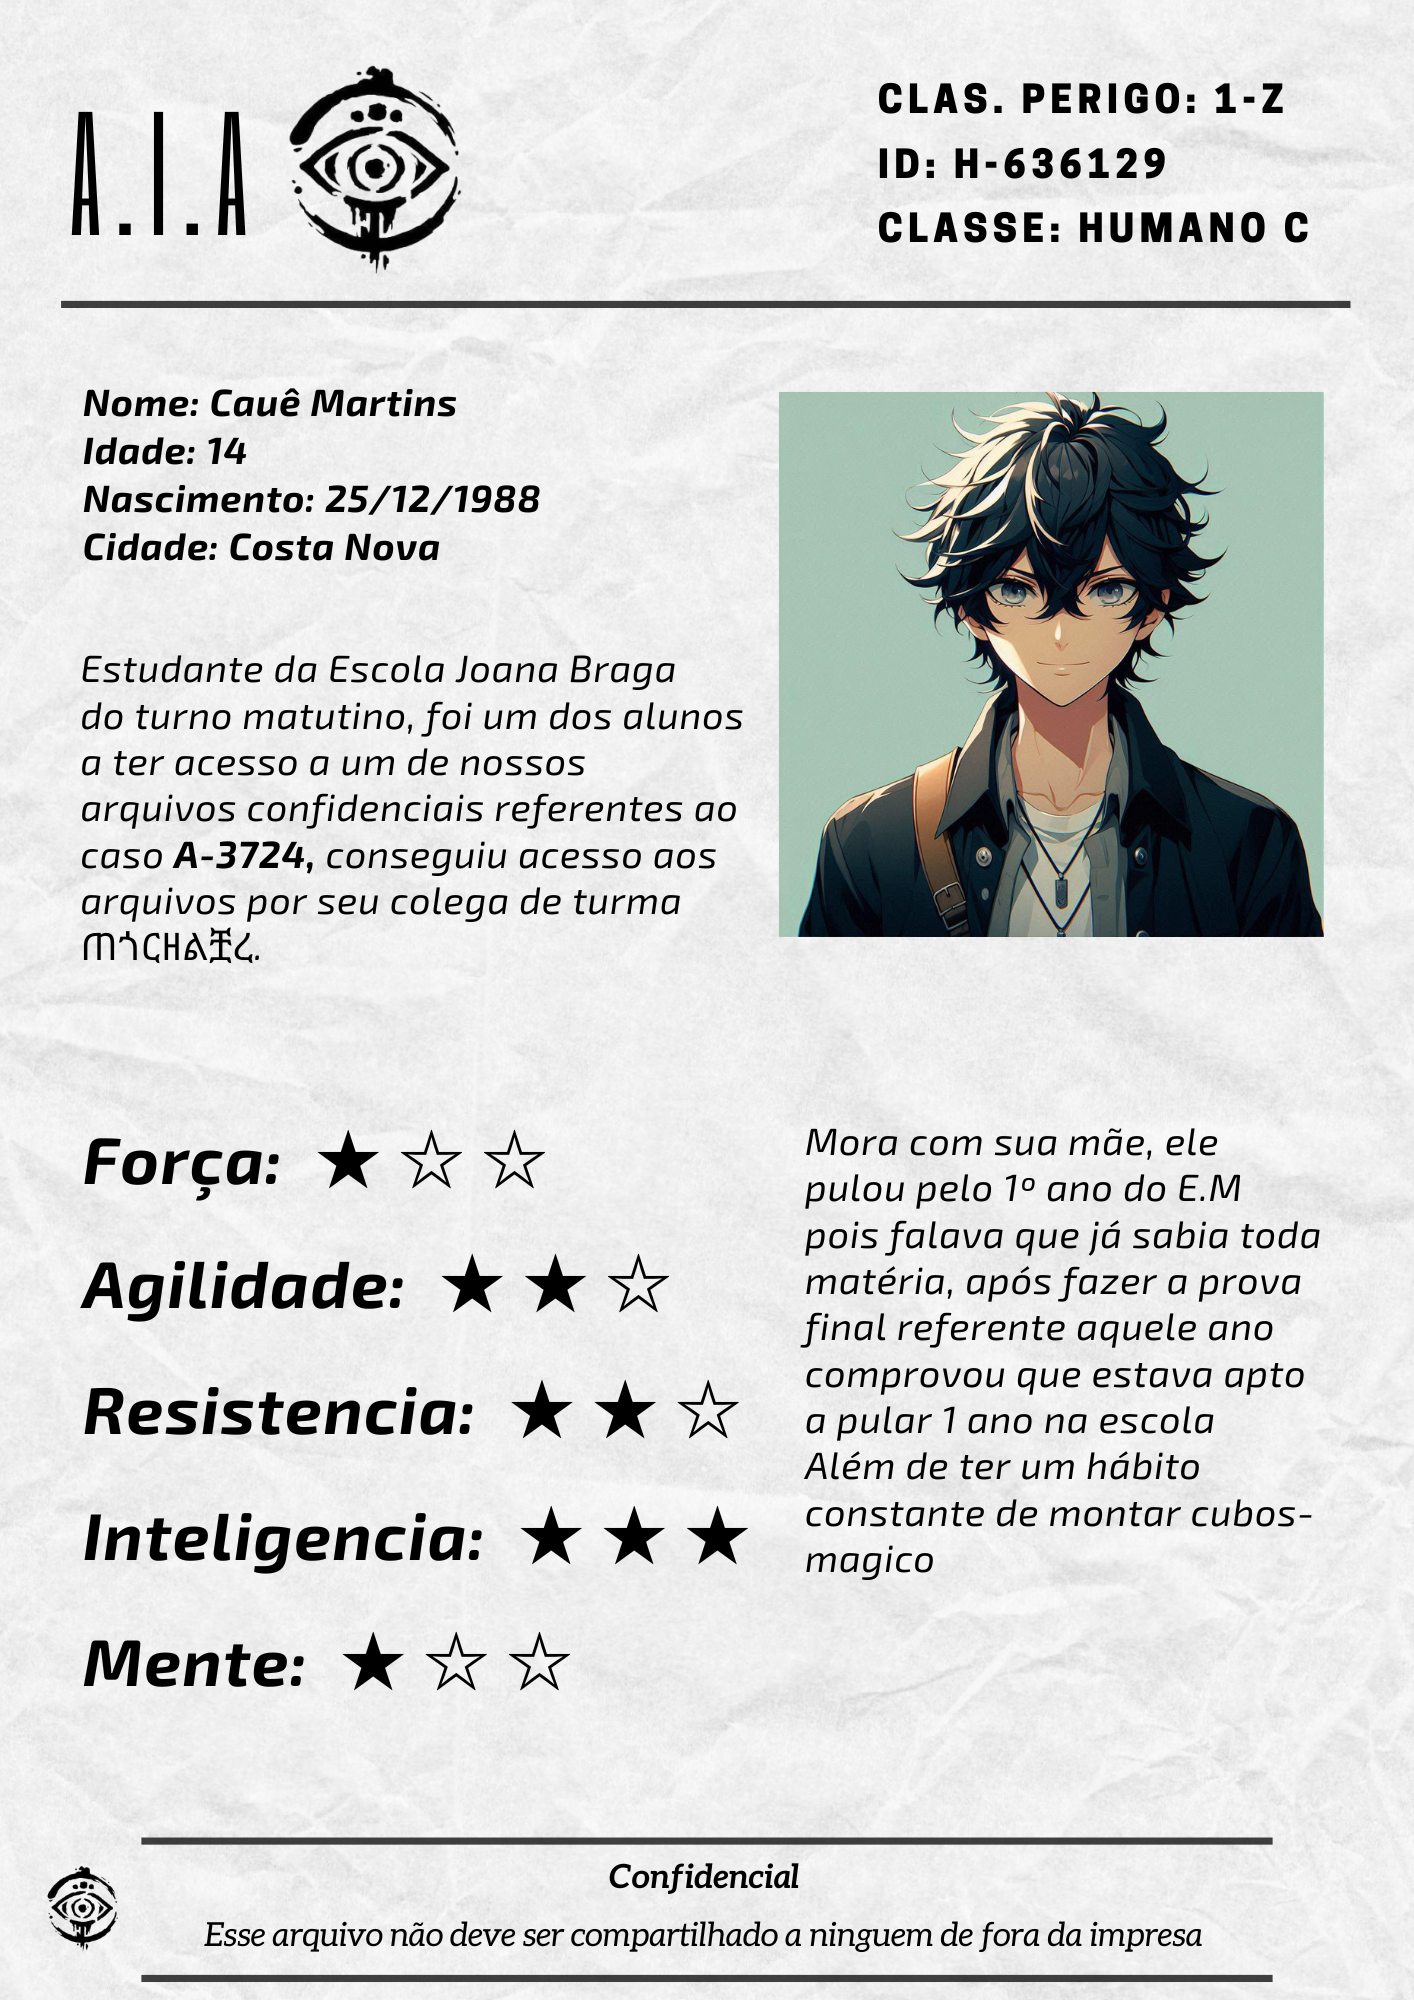 A.I.A
CLAS. PERIGO: 1-Z
ID: H-636129
CLASSE: HUMANO C
Nome: Cauê Martins
Idade: 14
Nascimento: 25/12/1988
Cidade: Costa Nova
Estudante da Escola Joana Braga
do turno matutino, foi um dos alunos
a ter acesso a um de nossos
arquivos confidenciais referentes ao
caso A-3724, conseguiu acesso aos
arquivos por seu colega de turma
Mora com sua mãe, ele
pulou pelo 1º ano do E.M
pois falava que já sabia toda
matéria, após fazer a prova
final referente aquele ano
comprovou que estava apto
a pular 1 ano na escola
Além de ter um hábito
constante de montar cubos-
magico
Força: ★ ☆ ☆
Agilidade: ★ ★ ☆
Resistencia: ★ ★ ☆
Inteligencia: ★ ★ ★
Mente: ★ ☆ ☆
Confidencial
Esse arquivo não deve ser compartilhado a ninguem de fora da impresa